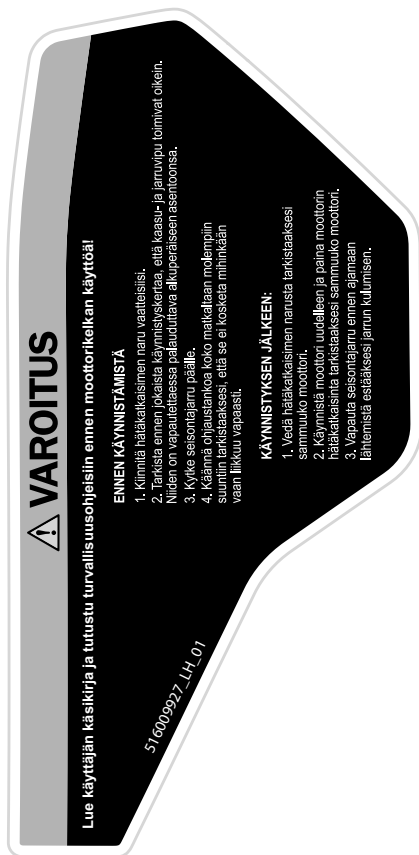 VAROITUS
Lue käyttäjän käsikirja ja tutustu turvallisuusohjeisiin ennen moottorikelkan käyttöä!
ENNEN KÄYNNISTÄMISTÄ
1. Kiinnitä hätäkatkaisimen naru vaatteisiisi.
2. Tarkista ennen jokaista käynnistyskertaa, että kaasu- ja jarruvipu toimivat oikein.
Niiden on vapautettaessa palauduttava alkuperäiseen asentoonsa.
3. Kytke seisontajarru päälle.
4. Käännä ohjaustankoa koko matkaltaan molempiin
suuntiin tarkistaaksesi, että se ei kosketa mihinkään
vaan liikkuu vapaasti.
KÄYNNISTYKSEN JÄLKEEN:
1. Vedä hätäkatkaisimen narusta tarkistaaksesi
sammuuko moottori.
2. Käynnistä moottori uudelleen ja paina moottorin
hätäkatkaisinta tarkistaaksesi sammuuko moottori.
3. Vapauta seisontajarru ennen ajamaan
lähtemistä estääksesi jarrun kulumisen.
516009927_LH_01